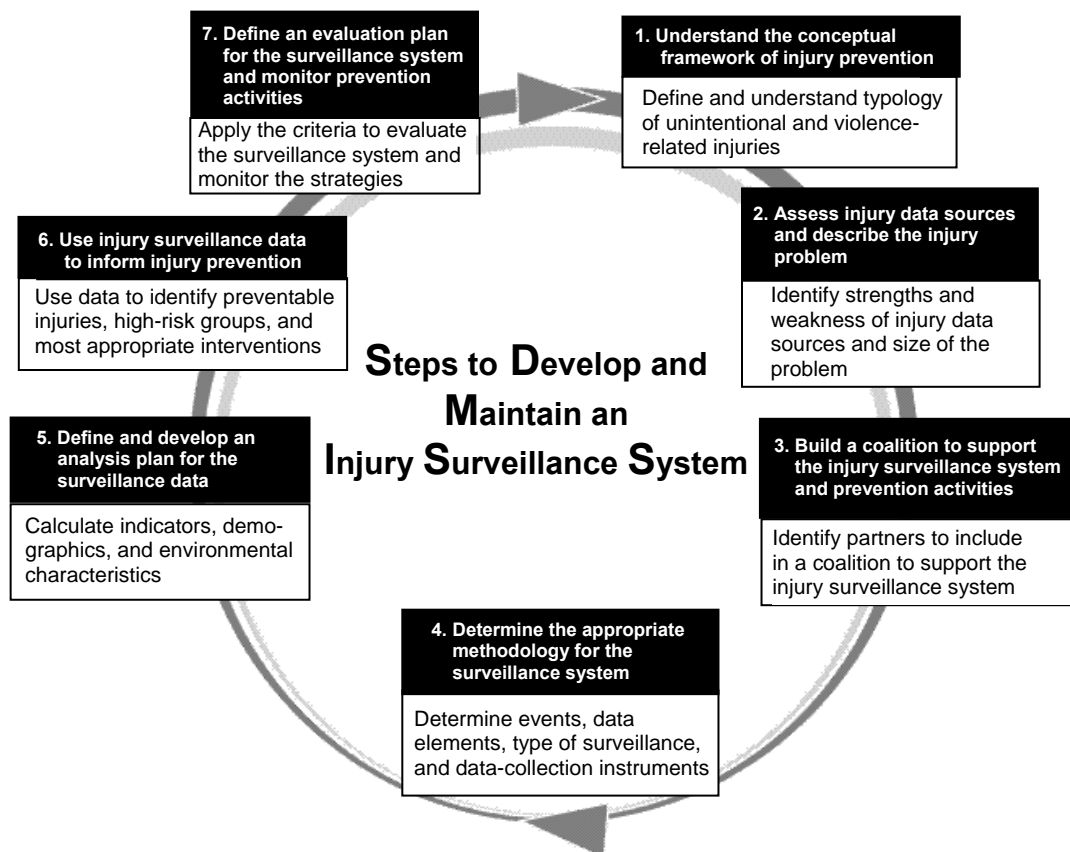 1. Understand the conceptual
framework of injury prevention
Define and understand typology
of unintentional and violence-
related injuries
2. Assess injury data sources
and describe the injury
problem
Identify strengths and
weakness of injury data
sources and size of the
problem
3. Build a coalition to support
the injury surveillance system
and prevention activities
Identify partners to include
in a coalition to support the
injury surveillance system
4. Determine the appropriate
methodology for the
surveillance system
Determine events, data
elements, type of surveillance,
and data-collection instruments
5. Define and develop an
analysis plan for the
surveillance data
Calculate indicators, demo-
graphics, and environmental
characteristics
6. Use injury surveillance data
to inform injury prevention
Use data to identify preventable
injuries, high-risk groups, and
most appropriate interventions
7. Define an evaluation plan
for the surveillance system
and monitor prevention
activities
Apply the criteria to evaluate
the surveillance system and
monitor the strategies
Steps to Develop and
Maintain an
Injury Surveillance System